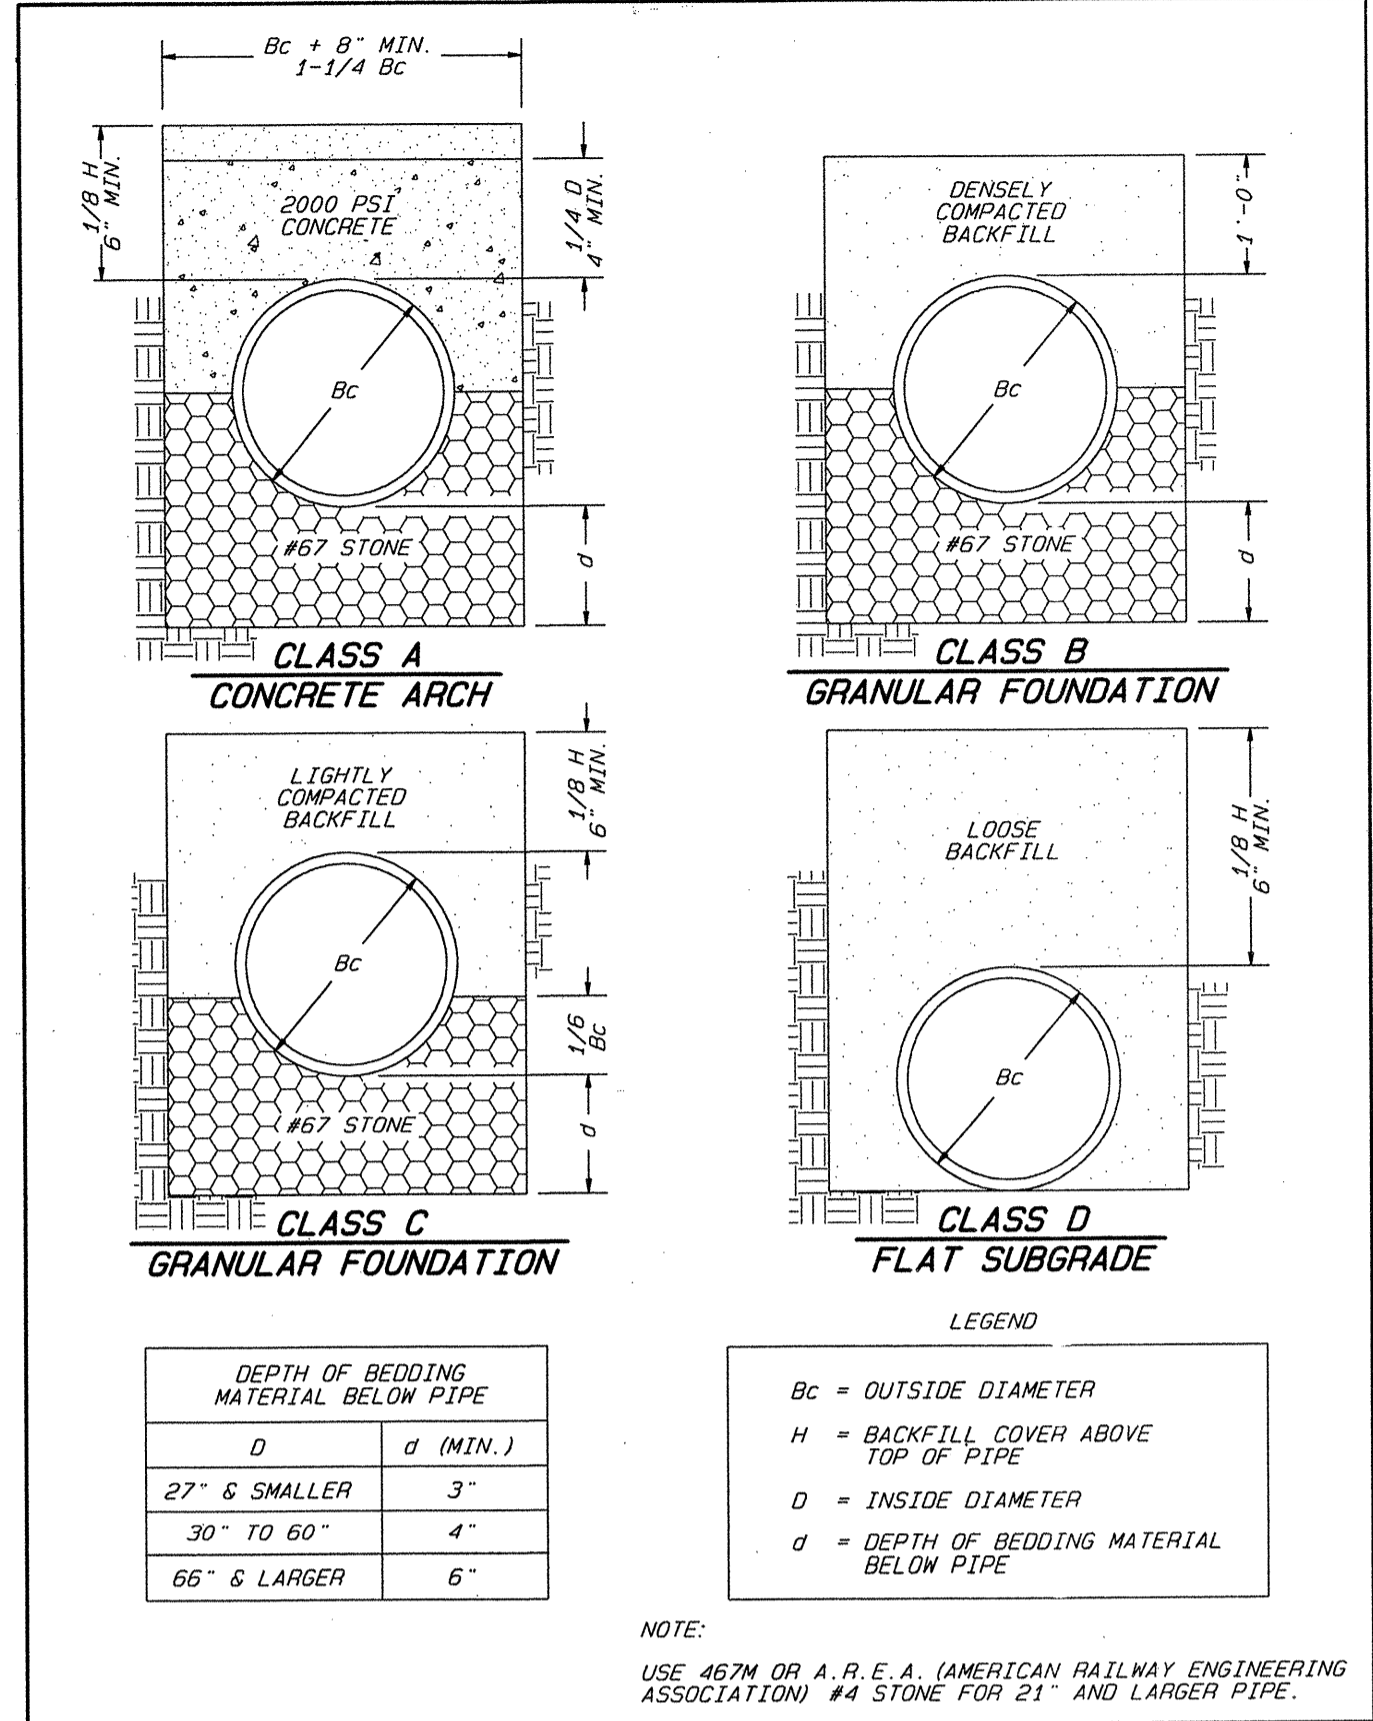 Bc + 8" MIN.
1-1/4 Bc
1/8 H
6" MIN.
2000 PSI
CONCRETE
1/4 D
4" MIN.
Bc
#67 STONE
d
CLASS A
CONCRETE ARCH
DENSELY
COMPACTED
BACKFILL
1'-0"
Bc
#67 STONE
d
CLASS B
GRANULAR FOUNDATION
LIGHTLY
COMPACTED
BACKFILL
1/8 H
6" MIN.
Bc
1/6
Bc
#67 STONE
d
CLASS C
GRANULAR FOUNDATION
LOOSE
BACKFILL
1/8 H
6" MIN.
Bc
CLASS D
FLAT SUBGRADE
DEPTH OF BEDDING
MATERIAL BELOW PIPE
D d (MIN.)
27" & SMALLER 3"
30" TO 60" 4"
66" & LARGER 6"
LEGEND
Bc = OUTSIDE DIAMETER
H = BACKFILL COVER ABOVE
TOP OF PIPE
D = INSIDE DIAMETER
d = DEPTH OF BEDDING MATERIAL
BELOW PIPE
NOTE:
USE 467M OR A.R.E.A. (AMERICAN RAILWAY ENGINEERING
ASSOCIATION) #4 STONE FOR 21" AND LARGER PIPE.